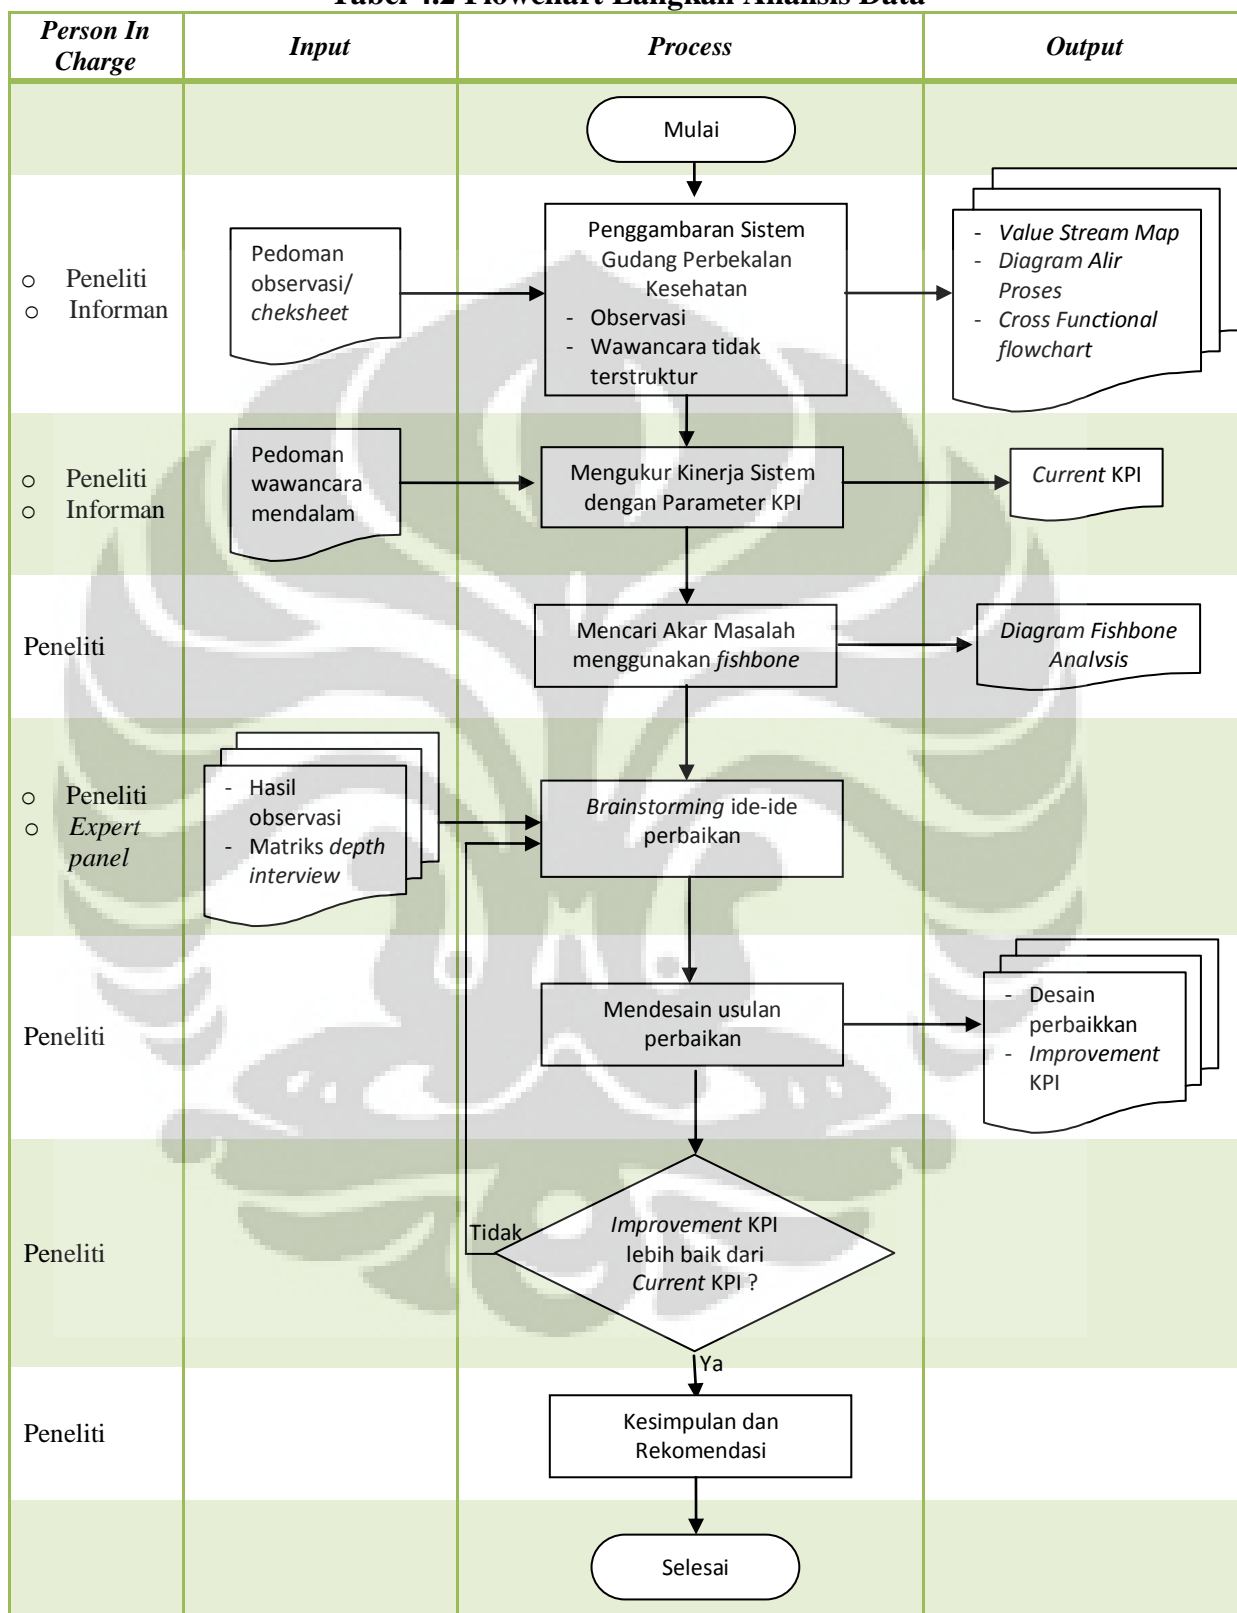 Tabel 4.2 Flowchart Langkah Analisis Data
Person In
Charge
Input
Process
Output
Mulai
o Peneliti
o Informan
Pedoman
observasi/
cheksheet
Penggambaran Sistem
Gudang Perbekalan
Kesehatan
- Observasi
- Wawancara tidak
terstruktur
- Value Stream Map
- Diagram Alir
Proses
- Cross Functional
flowchart
o Peneliti
o Informan
Pedoman
wawancara
mendalam
Mengukur Kinerja Sistem
dengan Parameter KPI
Current KPI
Peneliti
Mencari Akar Masalah
menggunakan fishbone
Diagram Fishbone
Analysis
o Peneliti
o Expert
panel
- Hasil
observasi
- Matriks depth
interview
Brainstorming ide-ide
perbaikan
Peneliti
Mendesain usulan
perbaikan
- Desain
perbaikkan
- Improvement
KPI
Peneliti
Tidak
Improvement KPI
lebih baik dari
Current KPI ?
Ya
Peneliti
Kesimpulan dan
Rekomendasi
Selesai